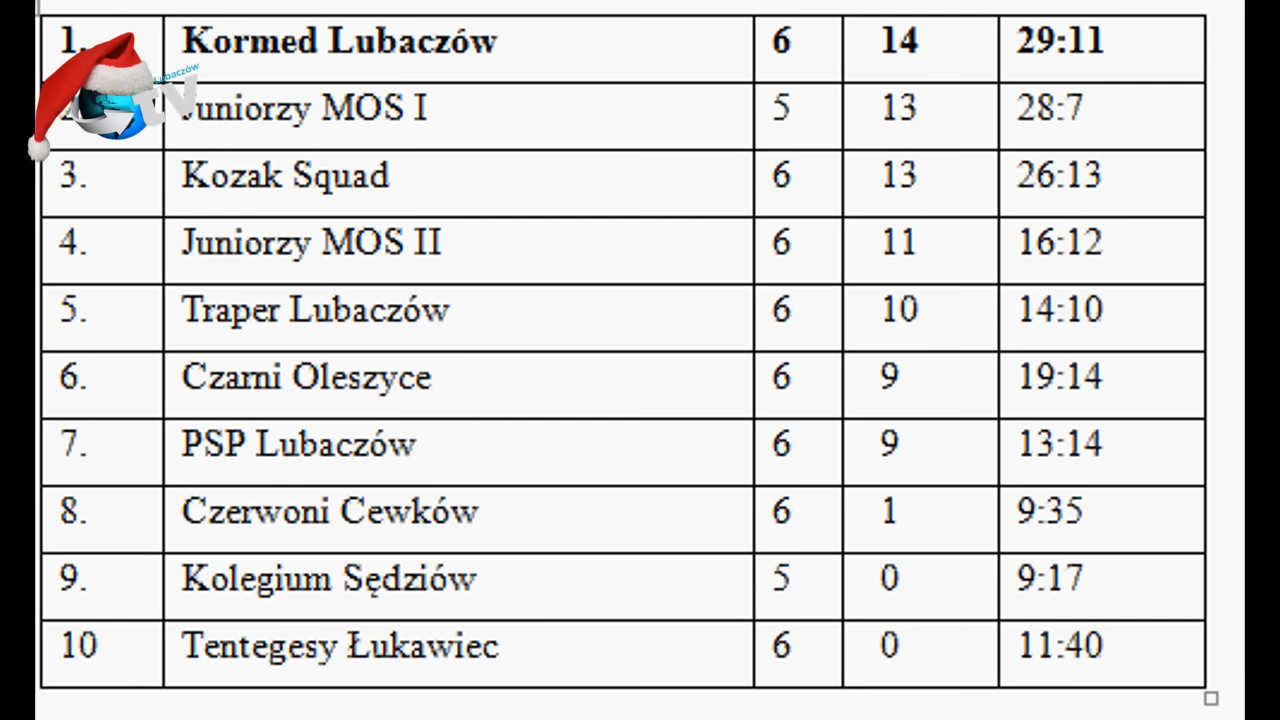 1. Kormed Lubaczów 6 14 29:11
Lubaczów
tv
2. Juniorzy MOS I 5 13 28:7
3. Kozak Squad 6 13 26:13
4. Juniorzy MOS II 6 11 16:12
5. Traper Lubaczów 6 10 14:10
6. Czarni Oleszyce 6 9 19:14
7. PSP Lubaczów 6 9 13:14
8. Czerwoni Cewków 6 1 9:35
9. Kolegium Sędziów 5 0 9:17
10 Tentegesy Łukawiec 6 0 11:40